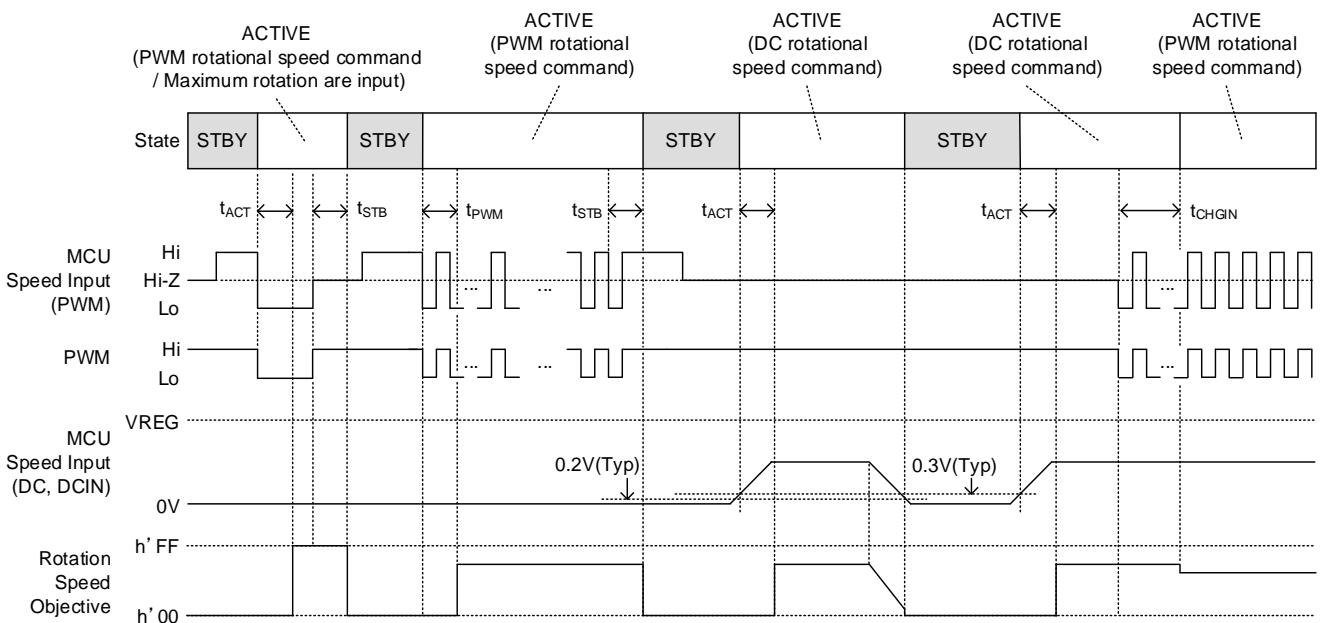 ACTIVE
(PWM rotational speed command
/ Maximum rotation are input)
ACTIVE
(PWM rotational
speed command)
ACTIVE
(DC rotational
speed command)
ACTIVE
(DC rotational
speed command)
ACTIVE
(PWM rotational
speed command)
State STBY STBY STBY STBY
tACT tSTB tPWM tSTB tACT tACT tCHGIN
MCU
Speed Input
(PWM)
Hi
Hi-Z
Lo
... ... ...
PWM
Hi
Lo
... ... ...
MCU
Speed Input
(DC, DCIN)
VREG
0.2V(Typ) 0.3V(Typ)
0V
Rotation
Speed
Objective
h' FF
h' 00